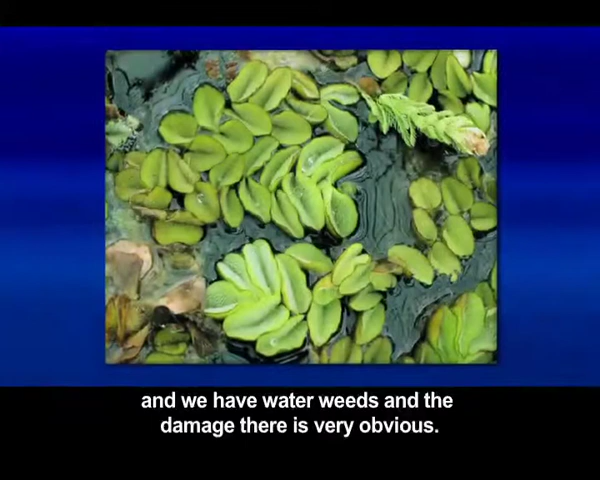 and we have water weeds and the
damage there is very obvious.